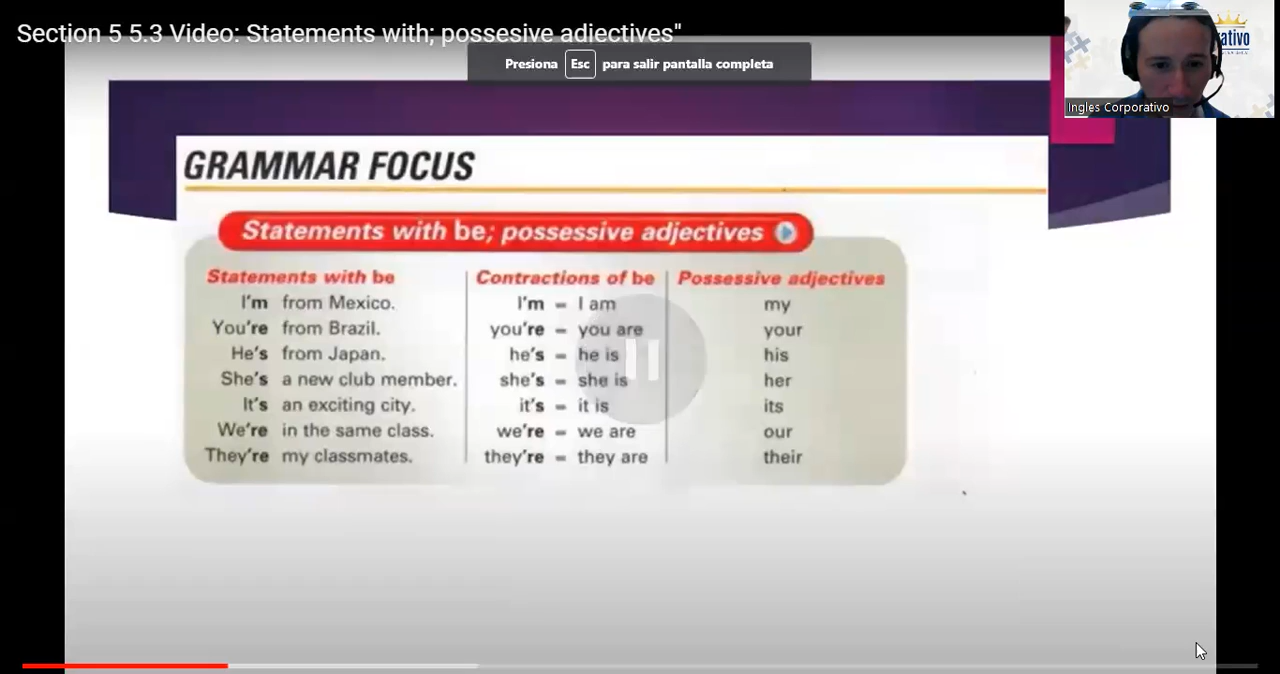 Section 5 5.3 Video: Statements with; possesive adjectives"
Presiona Esc para salir pantalla completa
Ingles Corporativo
GRAMMAR FOCUS
Statements with be; possessive adjectives
Statements with be Contractions of be Possessive adjectives
I'm from Mexico. I'm = I am my
You're from Brazil. you're = you are your
He's from Japan. he's = he is his
She's a new club member. she's = she is her
It's an exciting city. it's = it is its
We're in the same class. we're = we are our
They're my classmates. they're = they are their